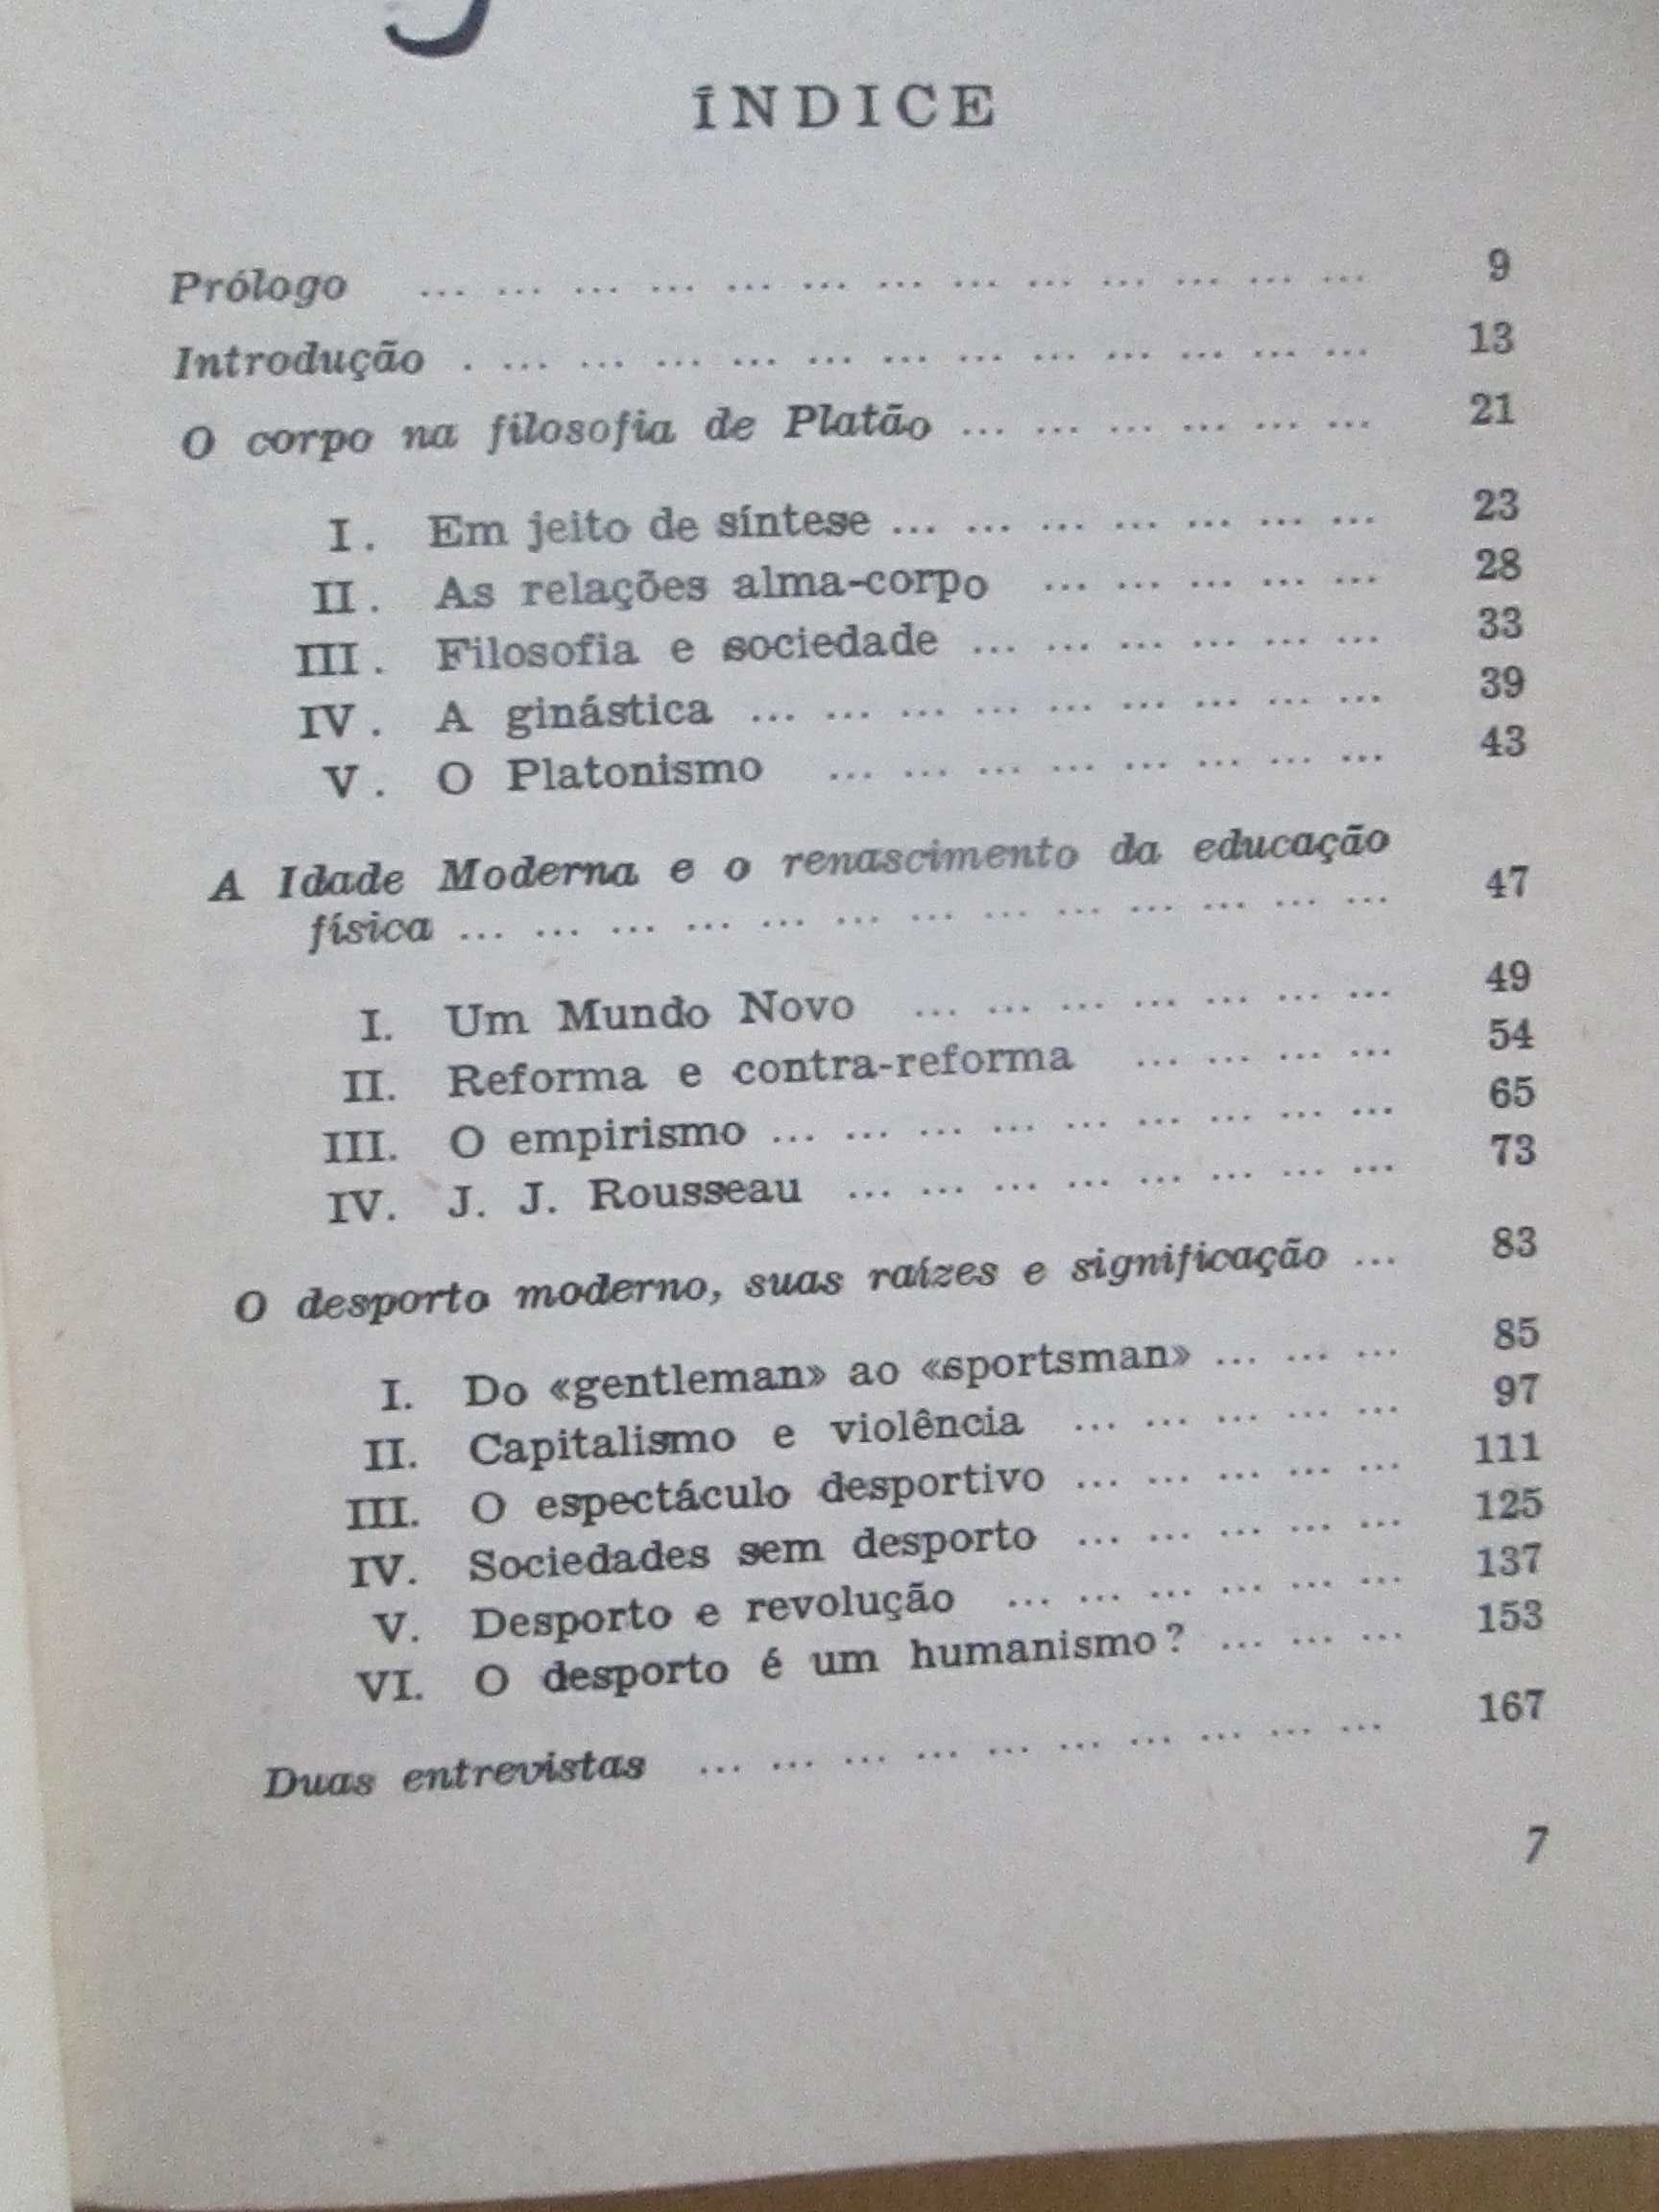 ÍNDICE
Prólogo ... ... ... ... ... ... ... ... ... ... ... ... ... 9
Introdução . ... ... ... ... ... ... ... ... ... ... ... ... 13
O corpo na filosofia de Platão ... ... ... ... ... ... 21
I. Em jeito de síntese ... ... ... ... ... ... ... 23
II. As relações alma-corpo ... ... ... ... ... 28
III. Filosofia e sociedade ... ... ... ... ... ... 33
IV. A ginástica ... ... ... ... ... ... ... ... ... 39
V. O Platonismo ... ... ... ... ... ... ... ... 43
A Idade Moderna e o renascimento da educação
física ... ... ... ... ... ... ... ... ... ... ... ... ... 47
I. Um Mundo Novo ... ... ... ... ... ... ... 49
II. Reforma e contra-reforma ... ... ... ... 54
III. O empirismo ... ... ... ... ... ... ... ... ... 65
IV. J. J. Rousseau ... ... ... ... ... ... ... ... 73
O desporto moderno, suas raízes e significação ... 83
I. Do «gentleman» ao «sportsman» ... ... ... 85
II. Capitalismo e violência ... ... ... ... ... 97
III. O espectáculo desportivo ... ... ... ... ... 111
IV. Sociedades sem desporto ... ... ... ... ... 125
V. Desporto e revolução ... ... ... ... ... ... 137
VI. O desporto é um humanismo? ... ... ... 153
Duas entrevistas ... ... ... ... ... ... ... ... ... ... 167
7